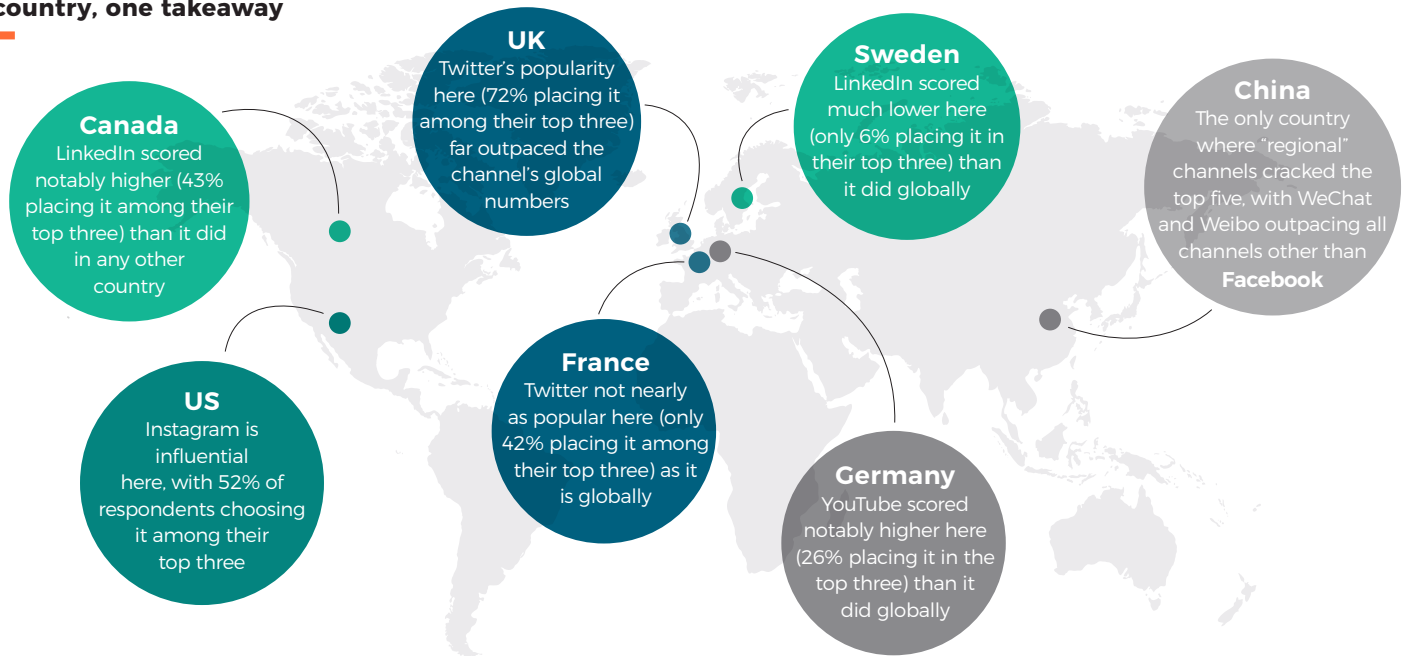 country, one takeaway
UK
Twitter’s popularity
here (72% placing it
among their top three)
far outpaced the
channel’s global
numbers
Sweden
LinkedIn scored
much lower here
(only 6% placing it in
their top three) than
it did globally
China
The only country
where “regional”
channels cracked the
top five, with WeChat
and Weibo outpacing all
channels other than
Facebook
Canada
LinkedIn scored
notably higher (43%
placing it among their
top three) than it did
in any other
country
US
Instagram is
influential
here, with 52% of
respondents choosing
it among their
top three
France
Twitter not nearly
as popular here (only
42% placing it among
their top three) as it
is globally
Germany
YouTube scored
notably higher here
(26% placing it in the
top three) than it
did globally